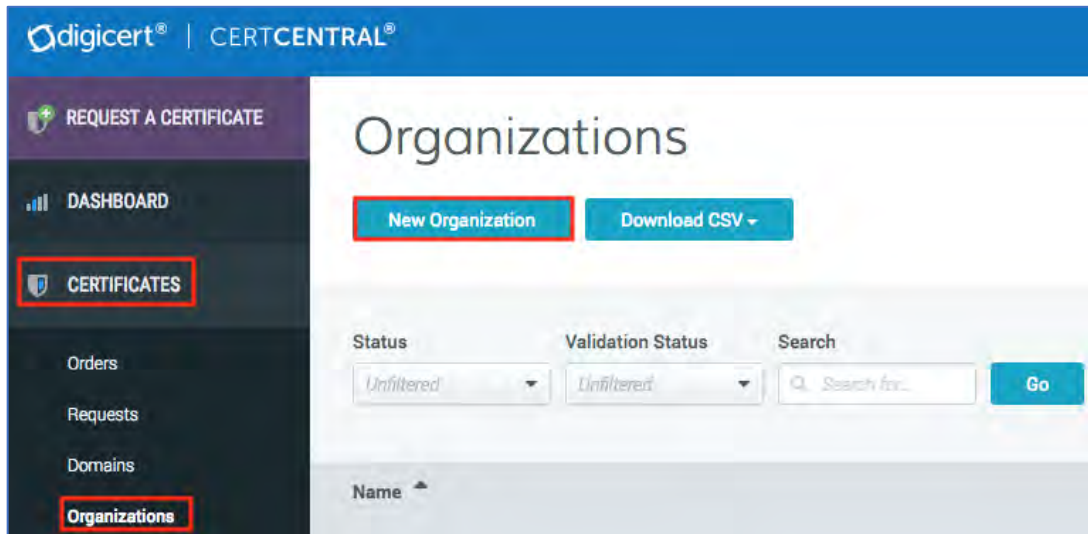 digicert® | CERTCENTRAL®
REQUEST A CERTIFICATE
DASHBOARD
CERTIFICATES
Orders
Requests
Domains
Organizations
Organizations
New Organization
Download CSV
Status
Validation Status
Search
Unfiltered
Unfiltered
Search for...
Go
Name